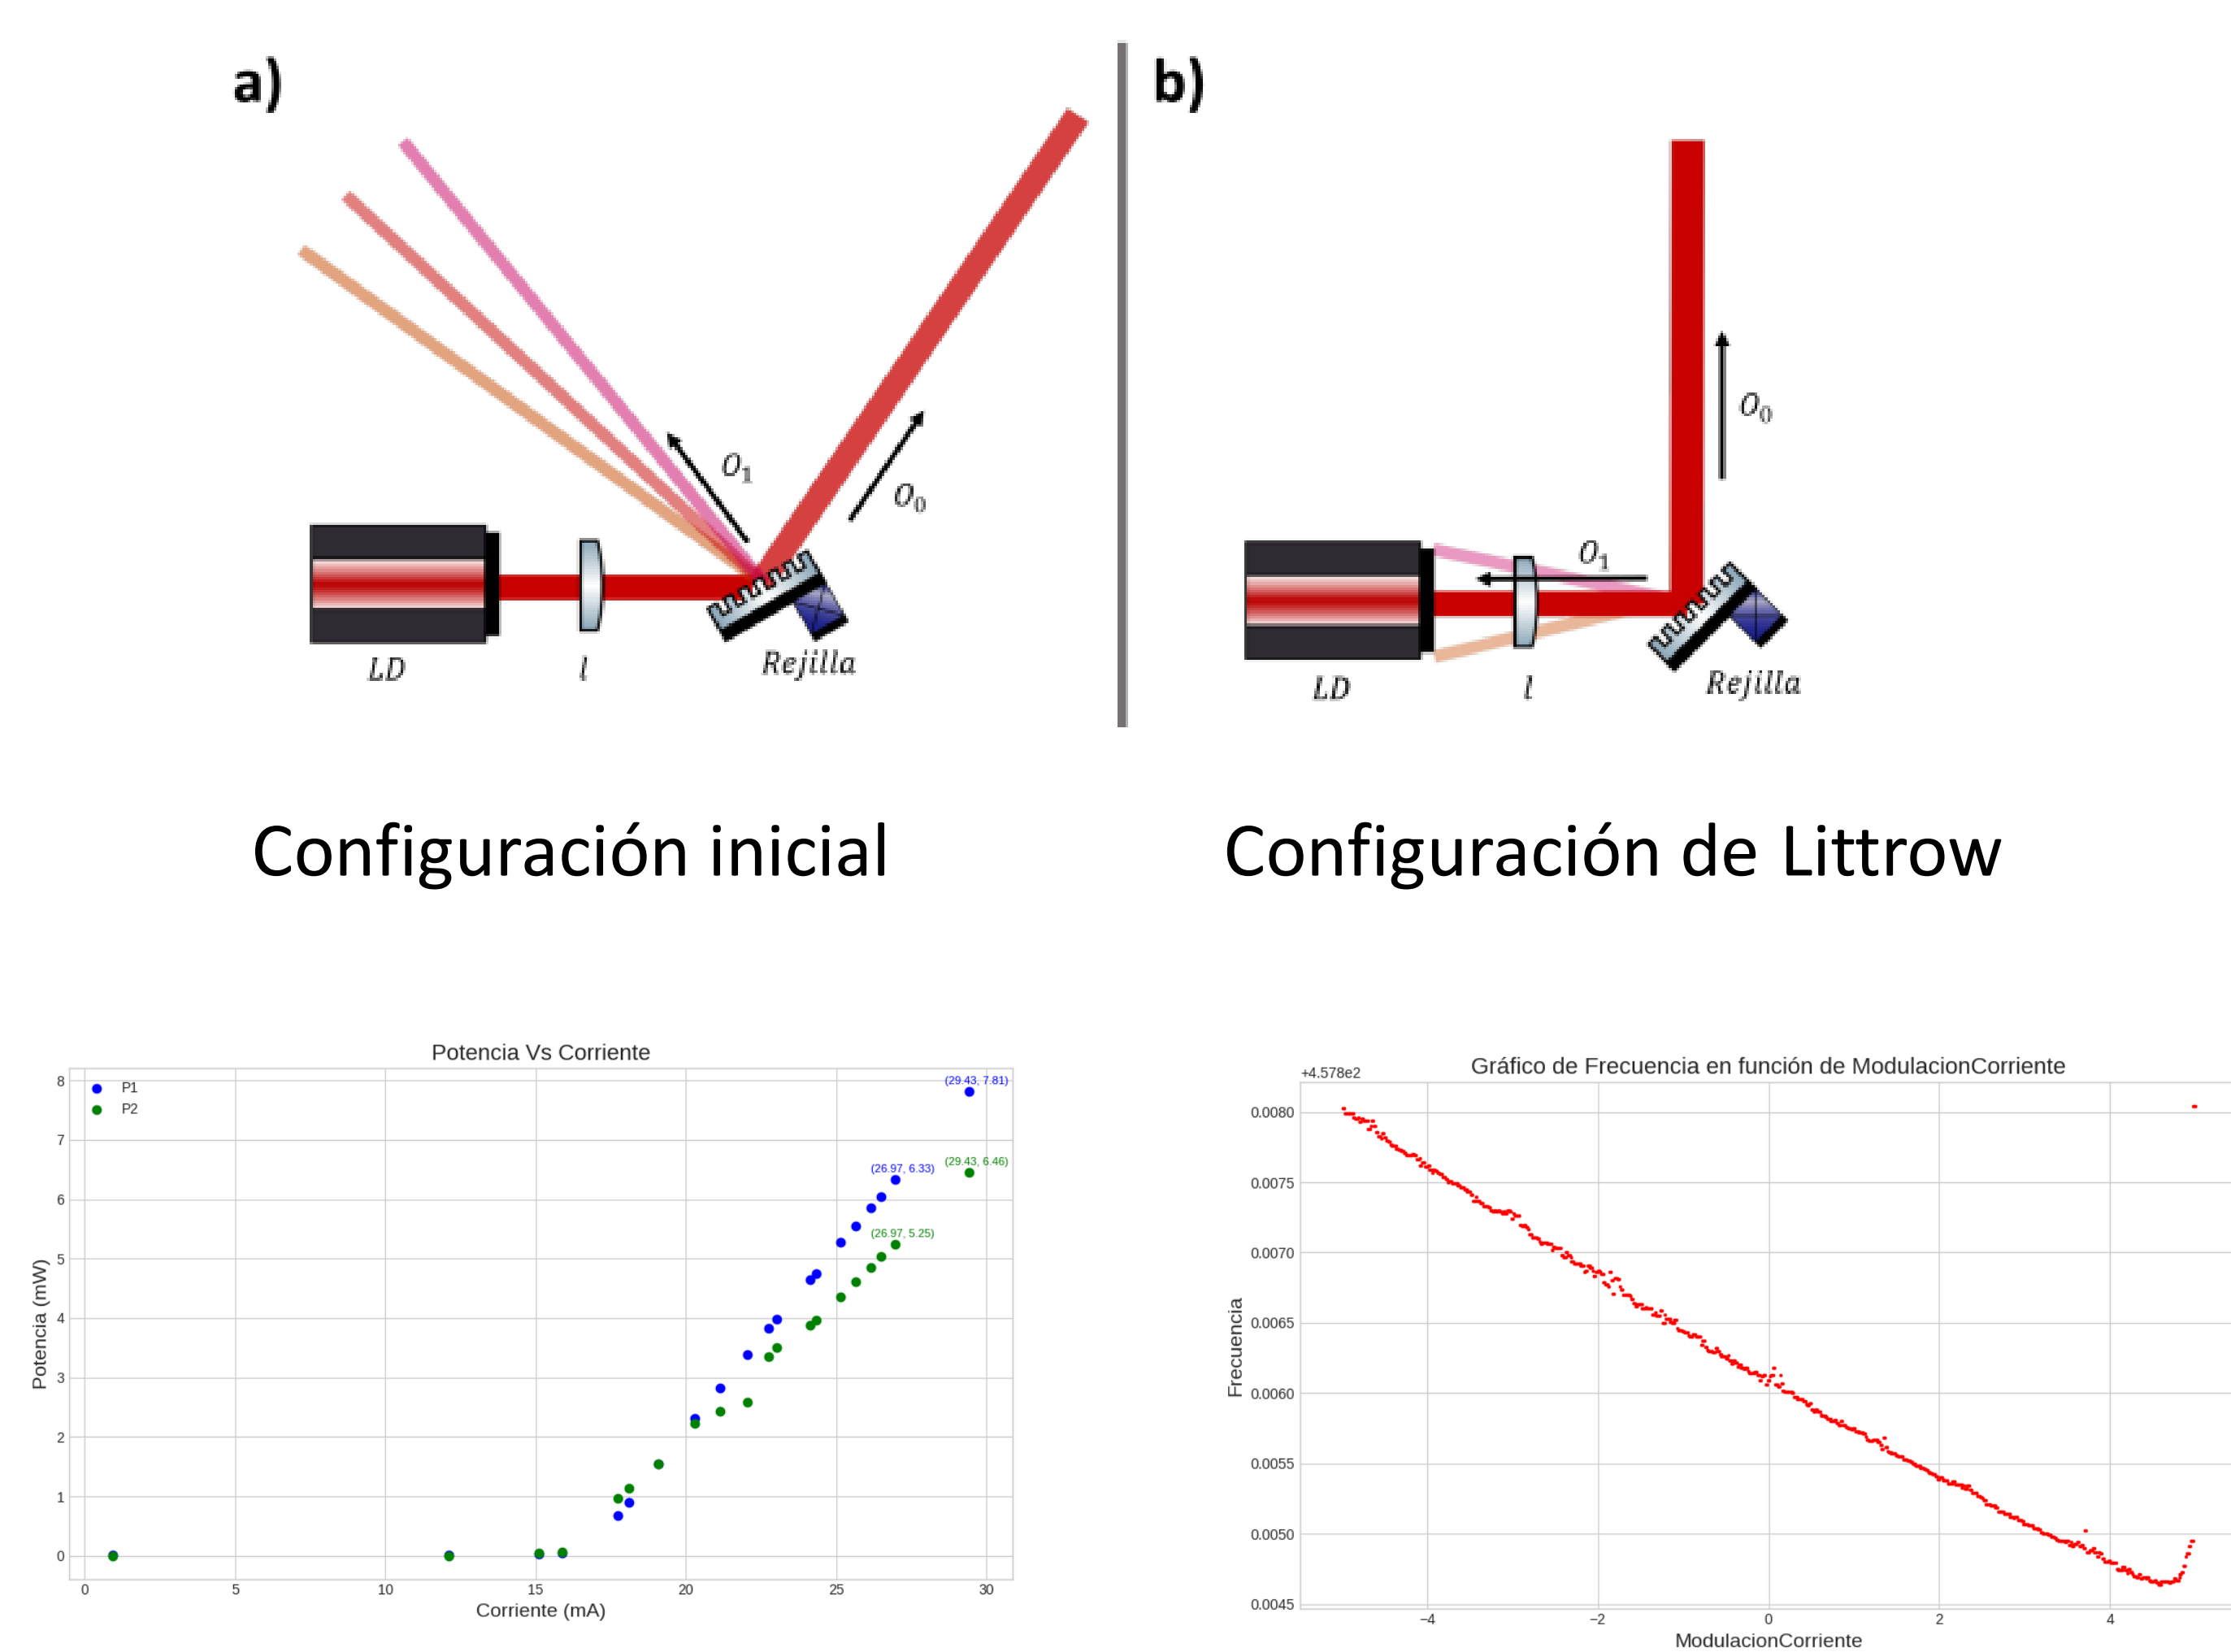 a)
O1
O0
LD
l
Rejilla
b)
O0
O1
LD
l
Rejilla
Configuración inicial
Configuración de Littrow
Potencia Vs Corriente
P1
P2
(29.43, 7.81)
(26.97, 6.33)
(29.43, 6.46)
(26.97, 5.25)
8
7
6
5
4
3
2
1
0
Potencia (mW)
0 5 10 15 20 25 30
Corriente (mA)
Gráfico de Frecuencia en función de ModulacionCorriente
+4.578e2
0.0080
0.0075
0.0070
0.0065
0.0060
0.0055
0.0050
0.0045
Frecuencia
−4 −2 0 2 4
ModulacionCorriente